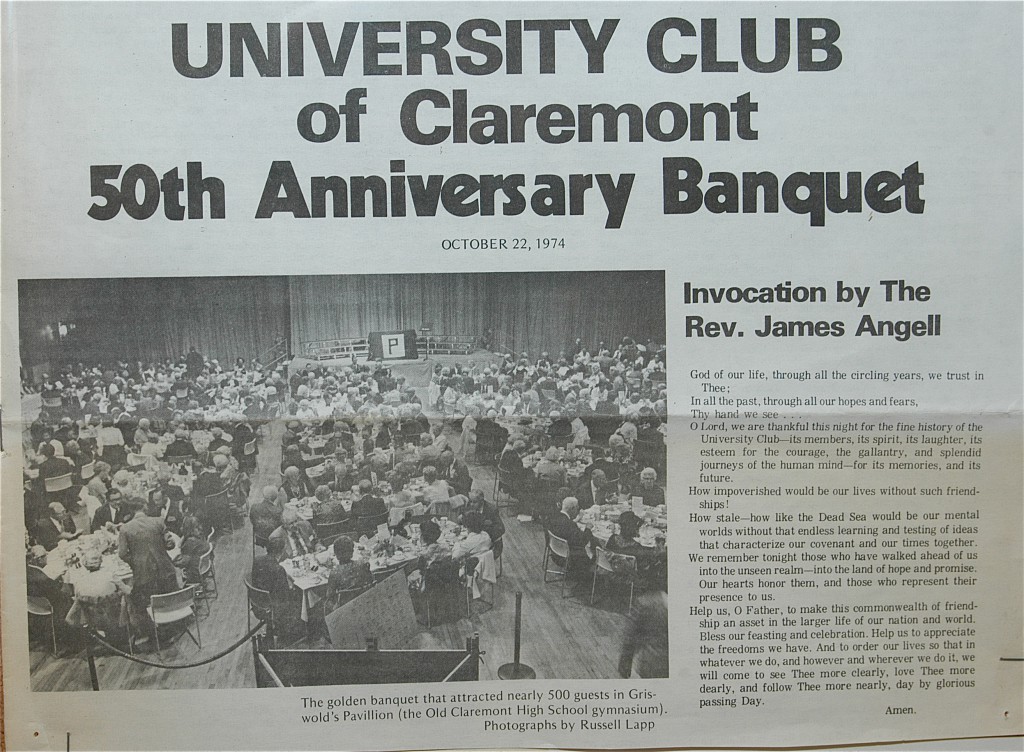 UNIVERSITY CLUB
of Claremont
50th Anniversary Banquet
OCTOBER 22, 1974
P
The golden banquet that attracted nearly 500 guests in Gris-
wold's Pavillion (the Old Claremont High School gymnasium).
Photographs by Russell Lapp
Invocation by The
Rev. James Angell
God of our life, through all the circling years, we trust in
Thee;
In all the past, through all our hopes and fears,
Thy hand we see . . .
O Lord, we are thankful this night for the fine history of the
University Club—its members, its spirit, its laughter, its
esteem for the courage, the gallantry, and splendid
journeys of the human mind—for its memories, and its
future.
How impoverished would be our lives without such friend-
ships!
How stale—how like the Dead Sea would be our mental
worlds without that endless learning and testing of ideas
that characterize our covenant and our times together.
We remember tonight those who have walked ahead of us
into the unseen realm—into the land of hope and promise.
Our hearts honor them, and those who represent their
presence to us.
Help us, O Father, to make this commonwealth of friend-
ship an asset in the larger life of our nation and world.
Bless our feasting and celebration. Help us to appreciate
the freedoms we have. And to order our lives so that in
whatever we do, and however and wherever we do it, we
will come to see Thee more clearly, love Thee more
dearly, and follow Thee more nearly, day by glorious
passing Day.
Amen.